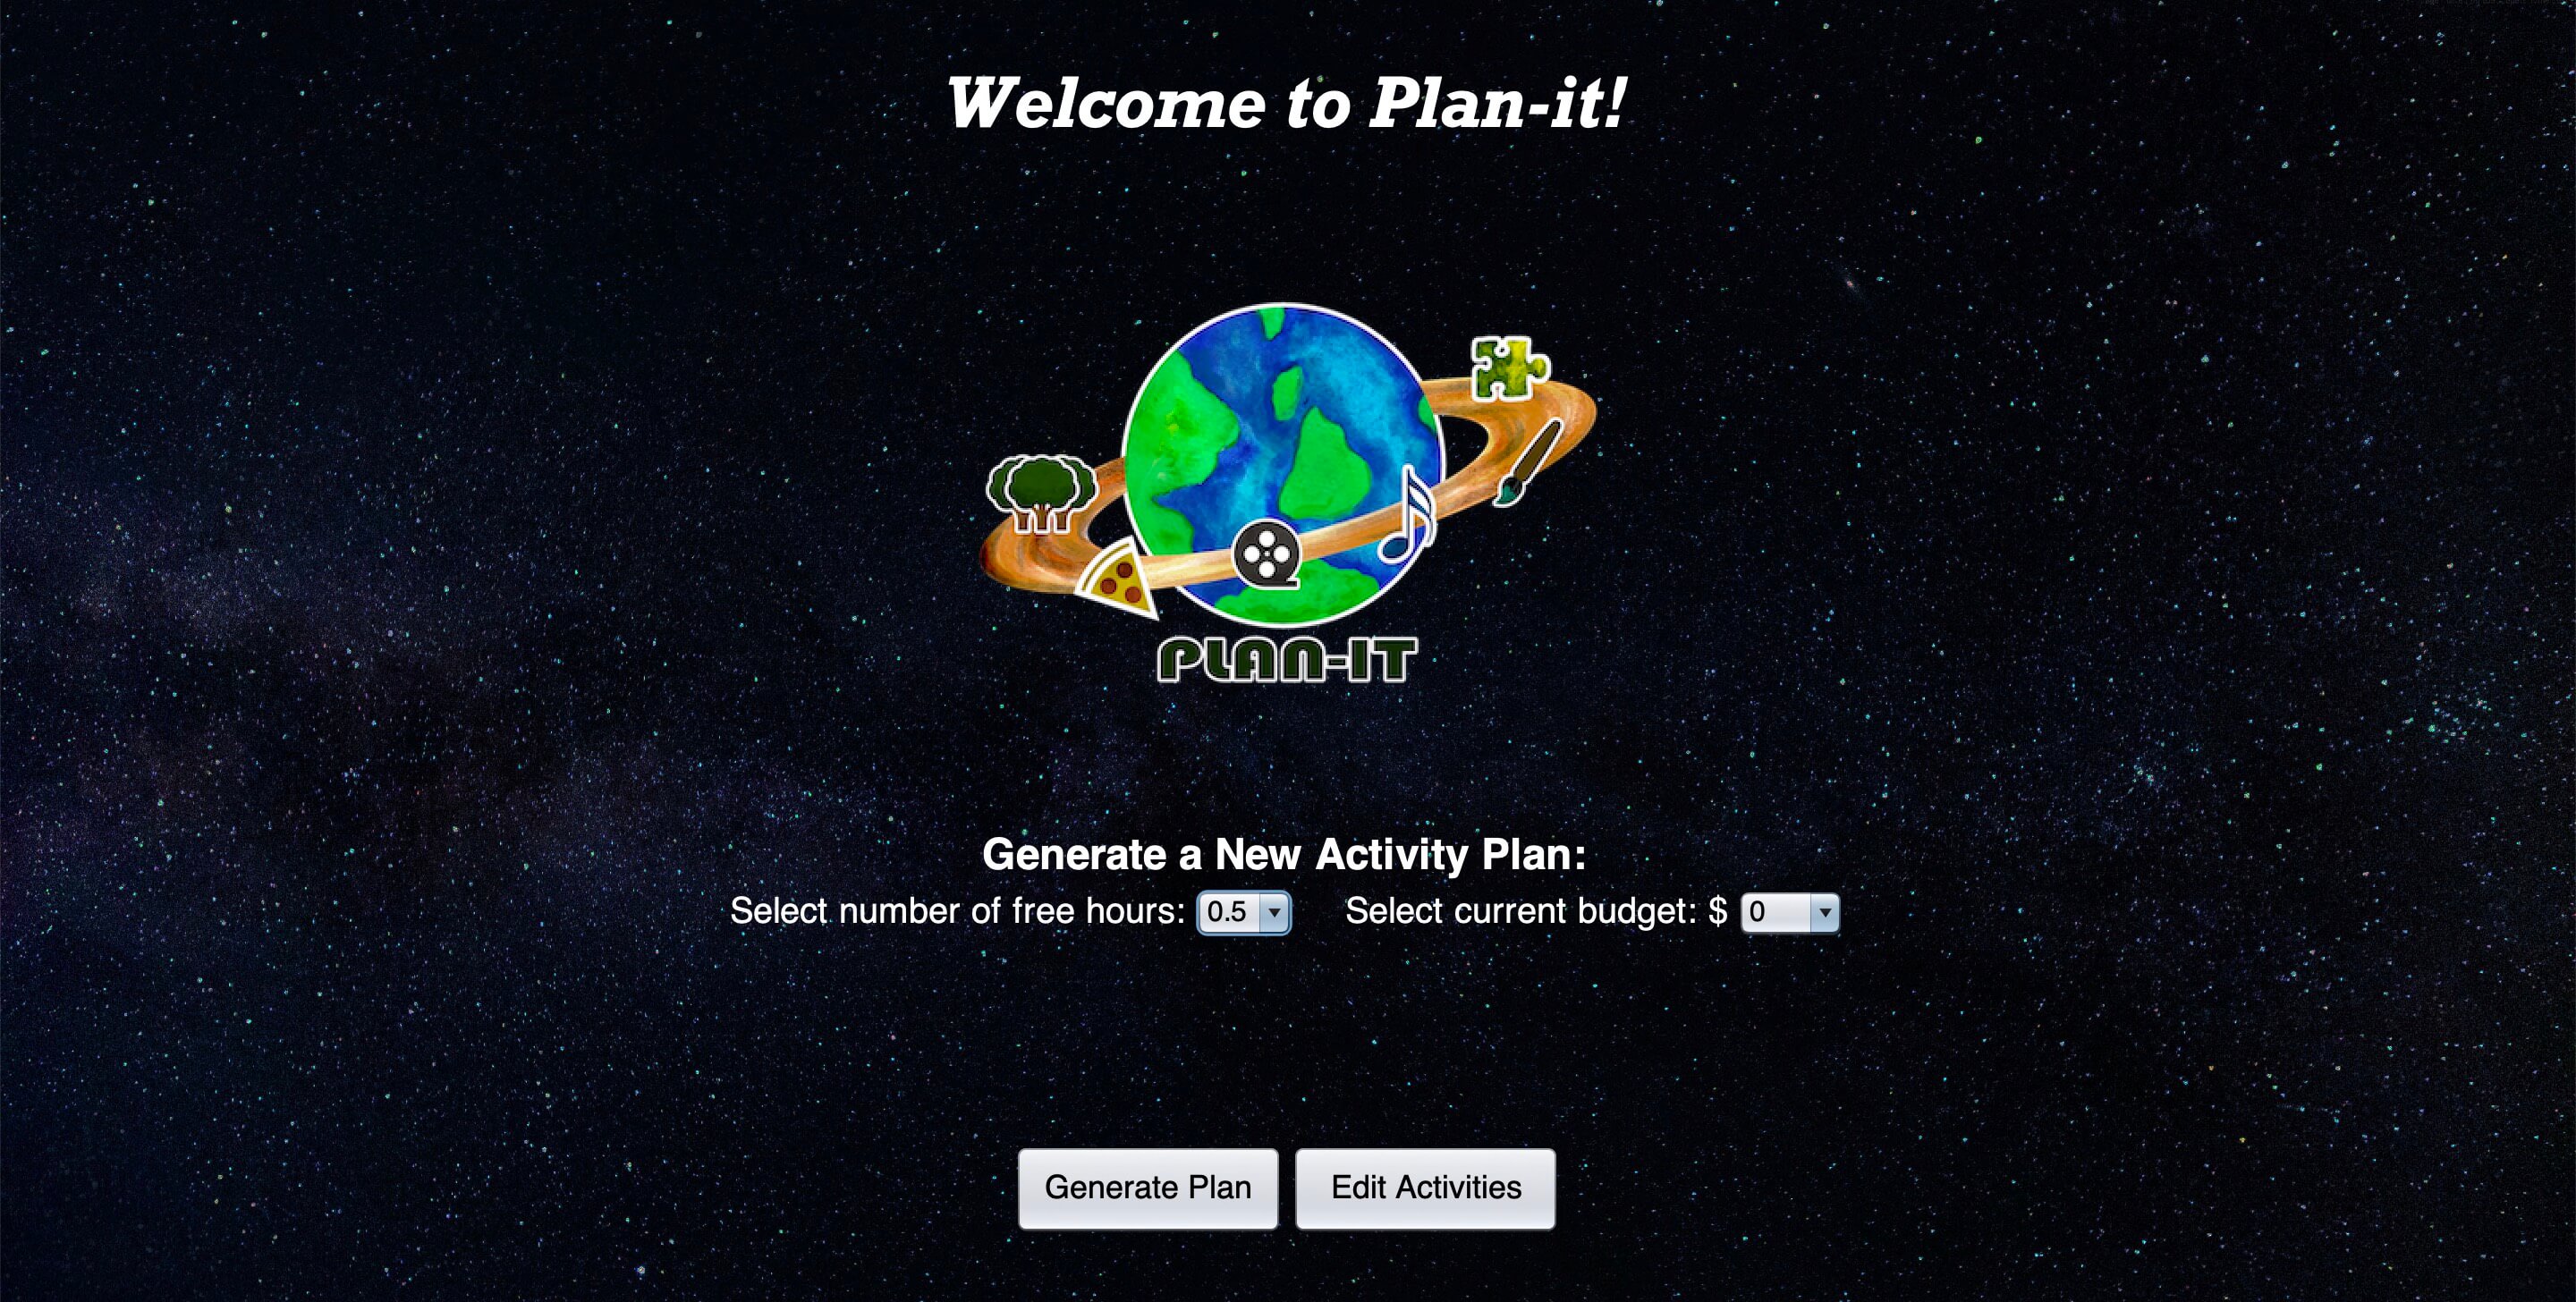 Welcome to Plan-it!
PLAN-IT
Generate a New Activity Plan:
Select number of free hours: 0.5 Select current budget: $ 0
Generate Plan Edit Activities